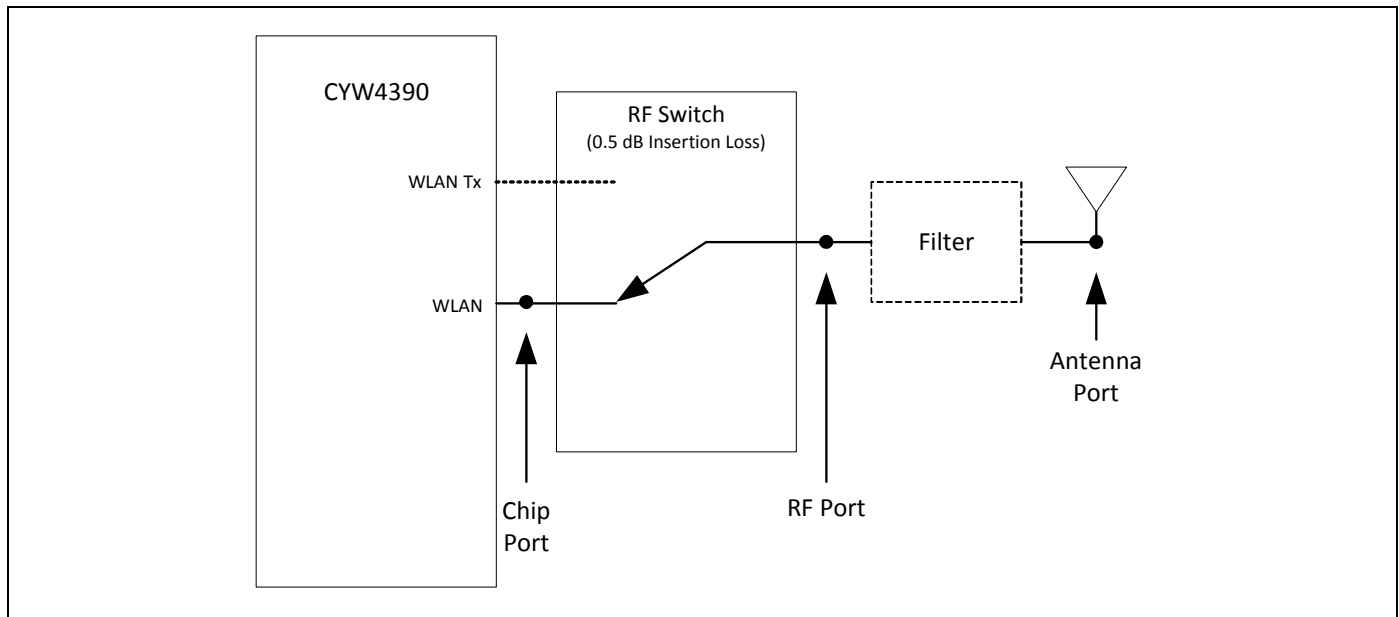 CYW4390
RF Switch
(0.5 dB Insertion Loss)
WLAN Tx
Filter
WLAN
Antenna
Port
Chip
Port
RF Port